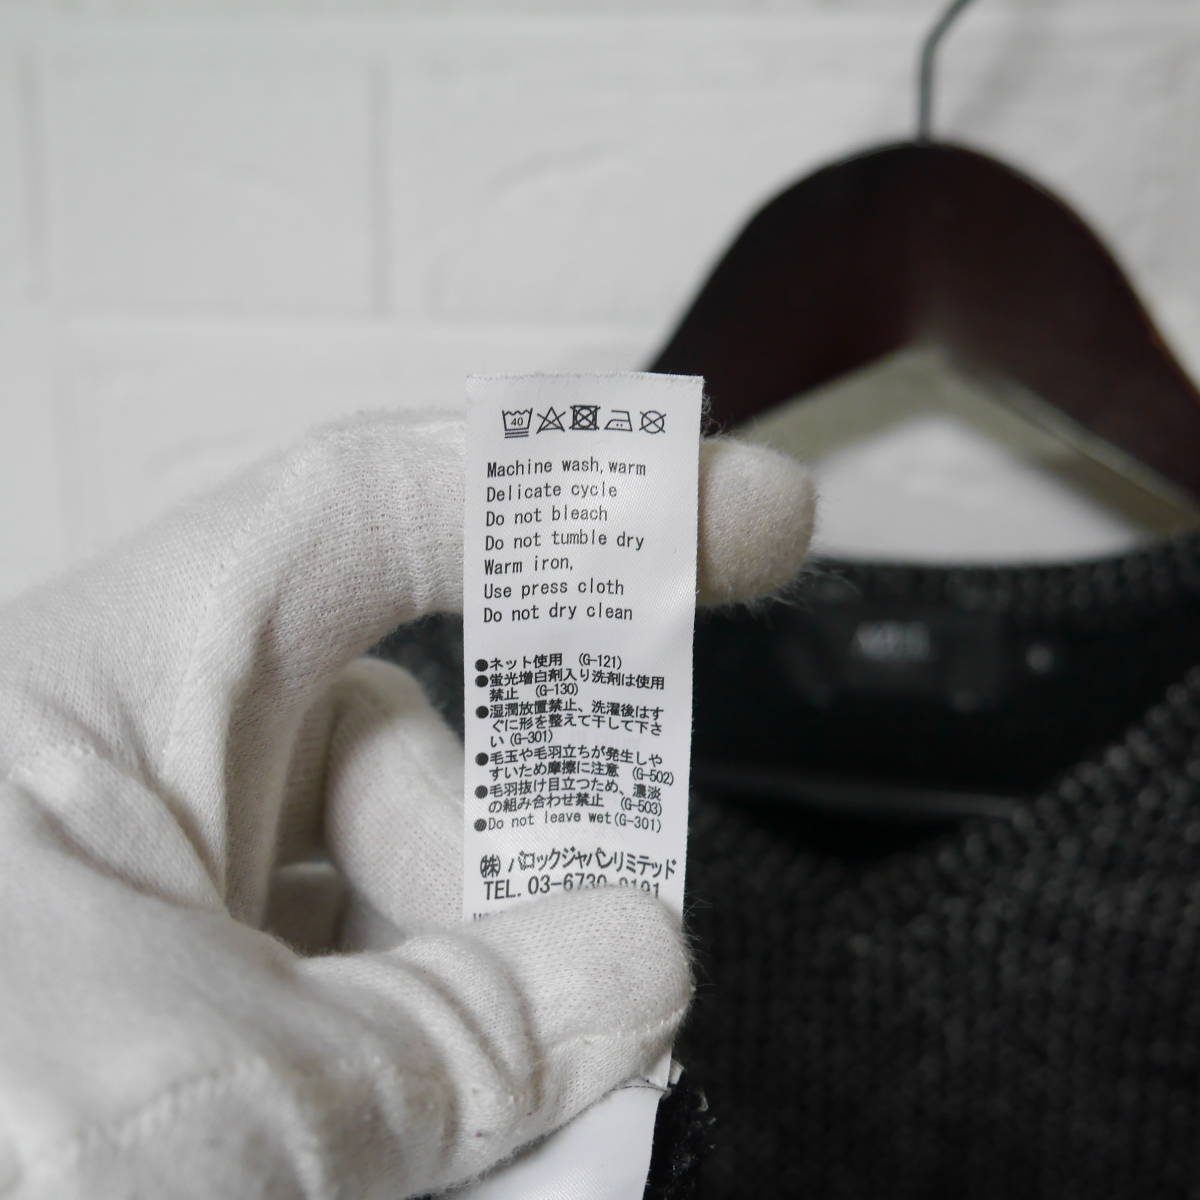 40
Machine wash, warm
Delicate cycle
Do not bleach
Do not tumble dry
Warm iron,
Use press cloth
Do not dry clean
●ネット使用 (G-121)
●蛍光増白剤入り洗剤は使用
禁止 (G-130)
●湿潤放置禁止、洗濯後はす
ぐに形を整えて干して下さ
い(G-301)
●毛玉や毛羽立ちが発生しや
すいため摩擦に注意 (G-502)
●毛羽抜け目立つため、濃淡
の組み合わせ禁止 (G-503)
●Do not leave wet(G-301)
㈱ バロックジャパンリミテッド
TEL. 03-6730-9191